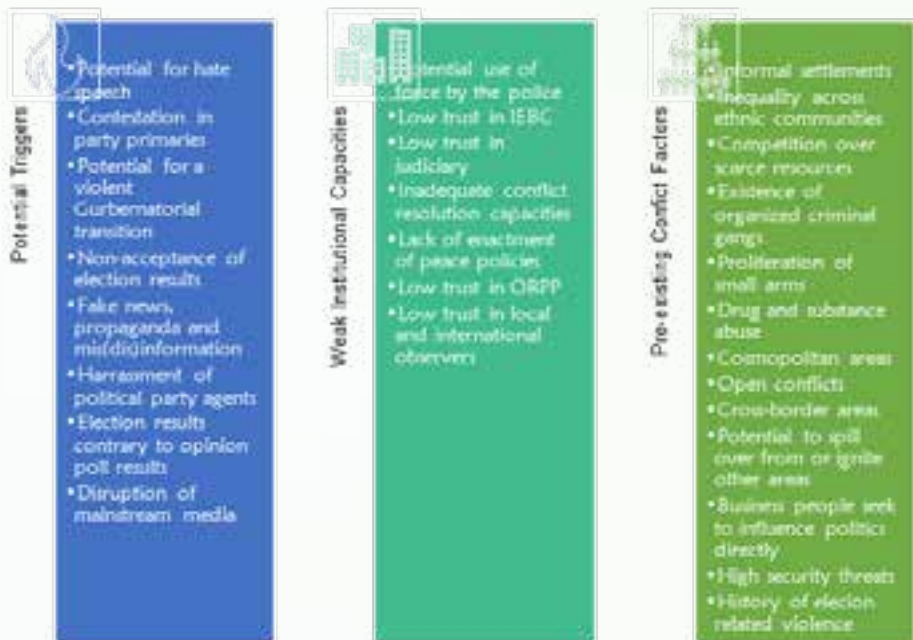 Potential Triggers
•Potential for hate
speech
•Contestation in
party primaries
•Potential for a
violent
Gurbernatorial
transition
•Non-acceptance of
election results
•Fake news,
propaganda and
mis(dis)information
•Harrassment of
political party agents
•Election results
contrary to opinion
poll results
•Disruption of
mainstream media
Weak Institutional Capacities
Potential use of
force by the police
•Low trust in IEBC
•Low trust in
judiciary
•Inadequate conflict
resolution capacities
•Lack of enactment
of peace policies
•Low trust in ORPP
•Low trust in local
and international
observers
Pre-existing Confict Factors
•Informal settlements
•Inequality across
ethnic communities
•Competition over
scarce resources
•Existence of
organized criminal
gangs
•Proliferation of
small arms
•Drug and substance
abuse
•Cosmopolitan areas
•Open conflicts
•Cross-border areas
•Potential to spill
over from or ignite
other areas
•Business people seek
to influence politics
directly
•High security threats
•History of elecion
related violence